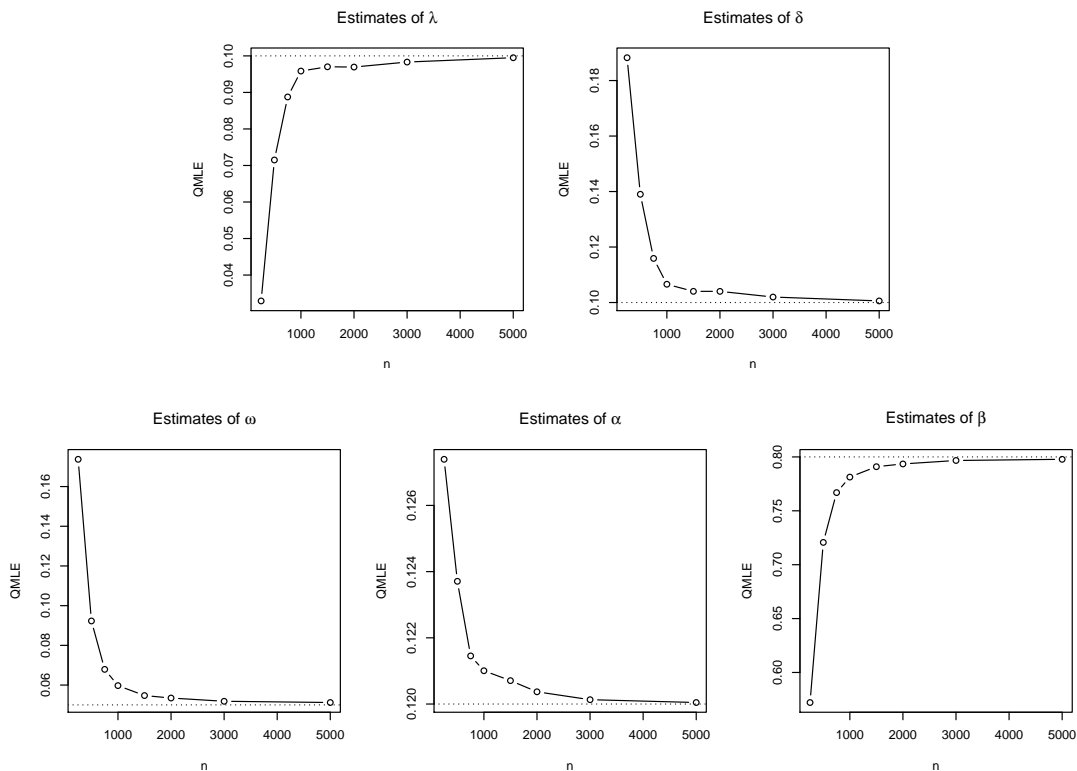 Estimates of λ
Estimates of δ
QMLE
0.04 0.05 0.06 0.07 0.08 0.09 0.10
1000 2000 3000 4000 5000
n
QMLE
0.10 0.12 0.14 0.16 0.18
1000 2000 3000 4000 5000
n
Estimates of ω
Estimates of α
Estimates of β
QMLE
0.06 0.08 0.10 0.12 0.14 0.16
1000 2000 3000 4000 5000
n
QMLE
0.120 0.122 0.124 0.126
1000 2000 3000 4000 5000
n
QMLE
0.60 0.65 0.70 0.75 0.80
1000 2000 3000 4000 5000
n